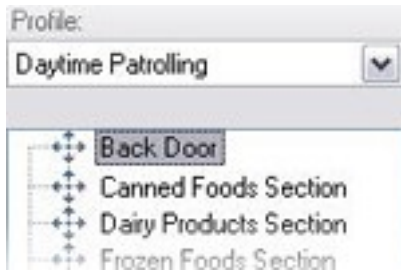 Profile:
Daytime Patrolling
Back Door
Canned Foods Section
Dairy Products Section
Frozen Foods Section